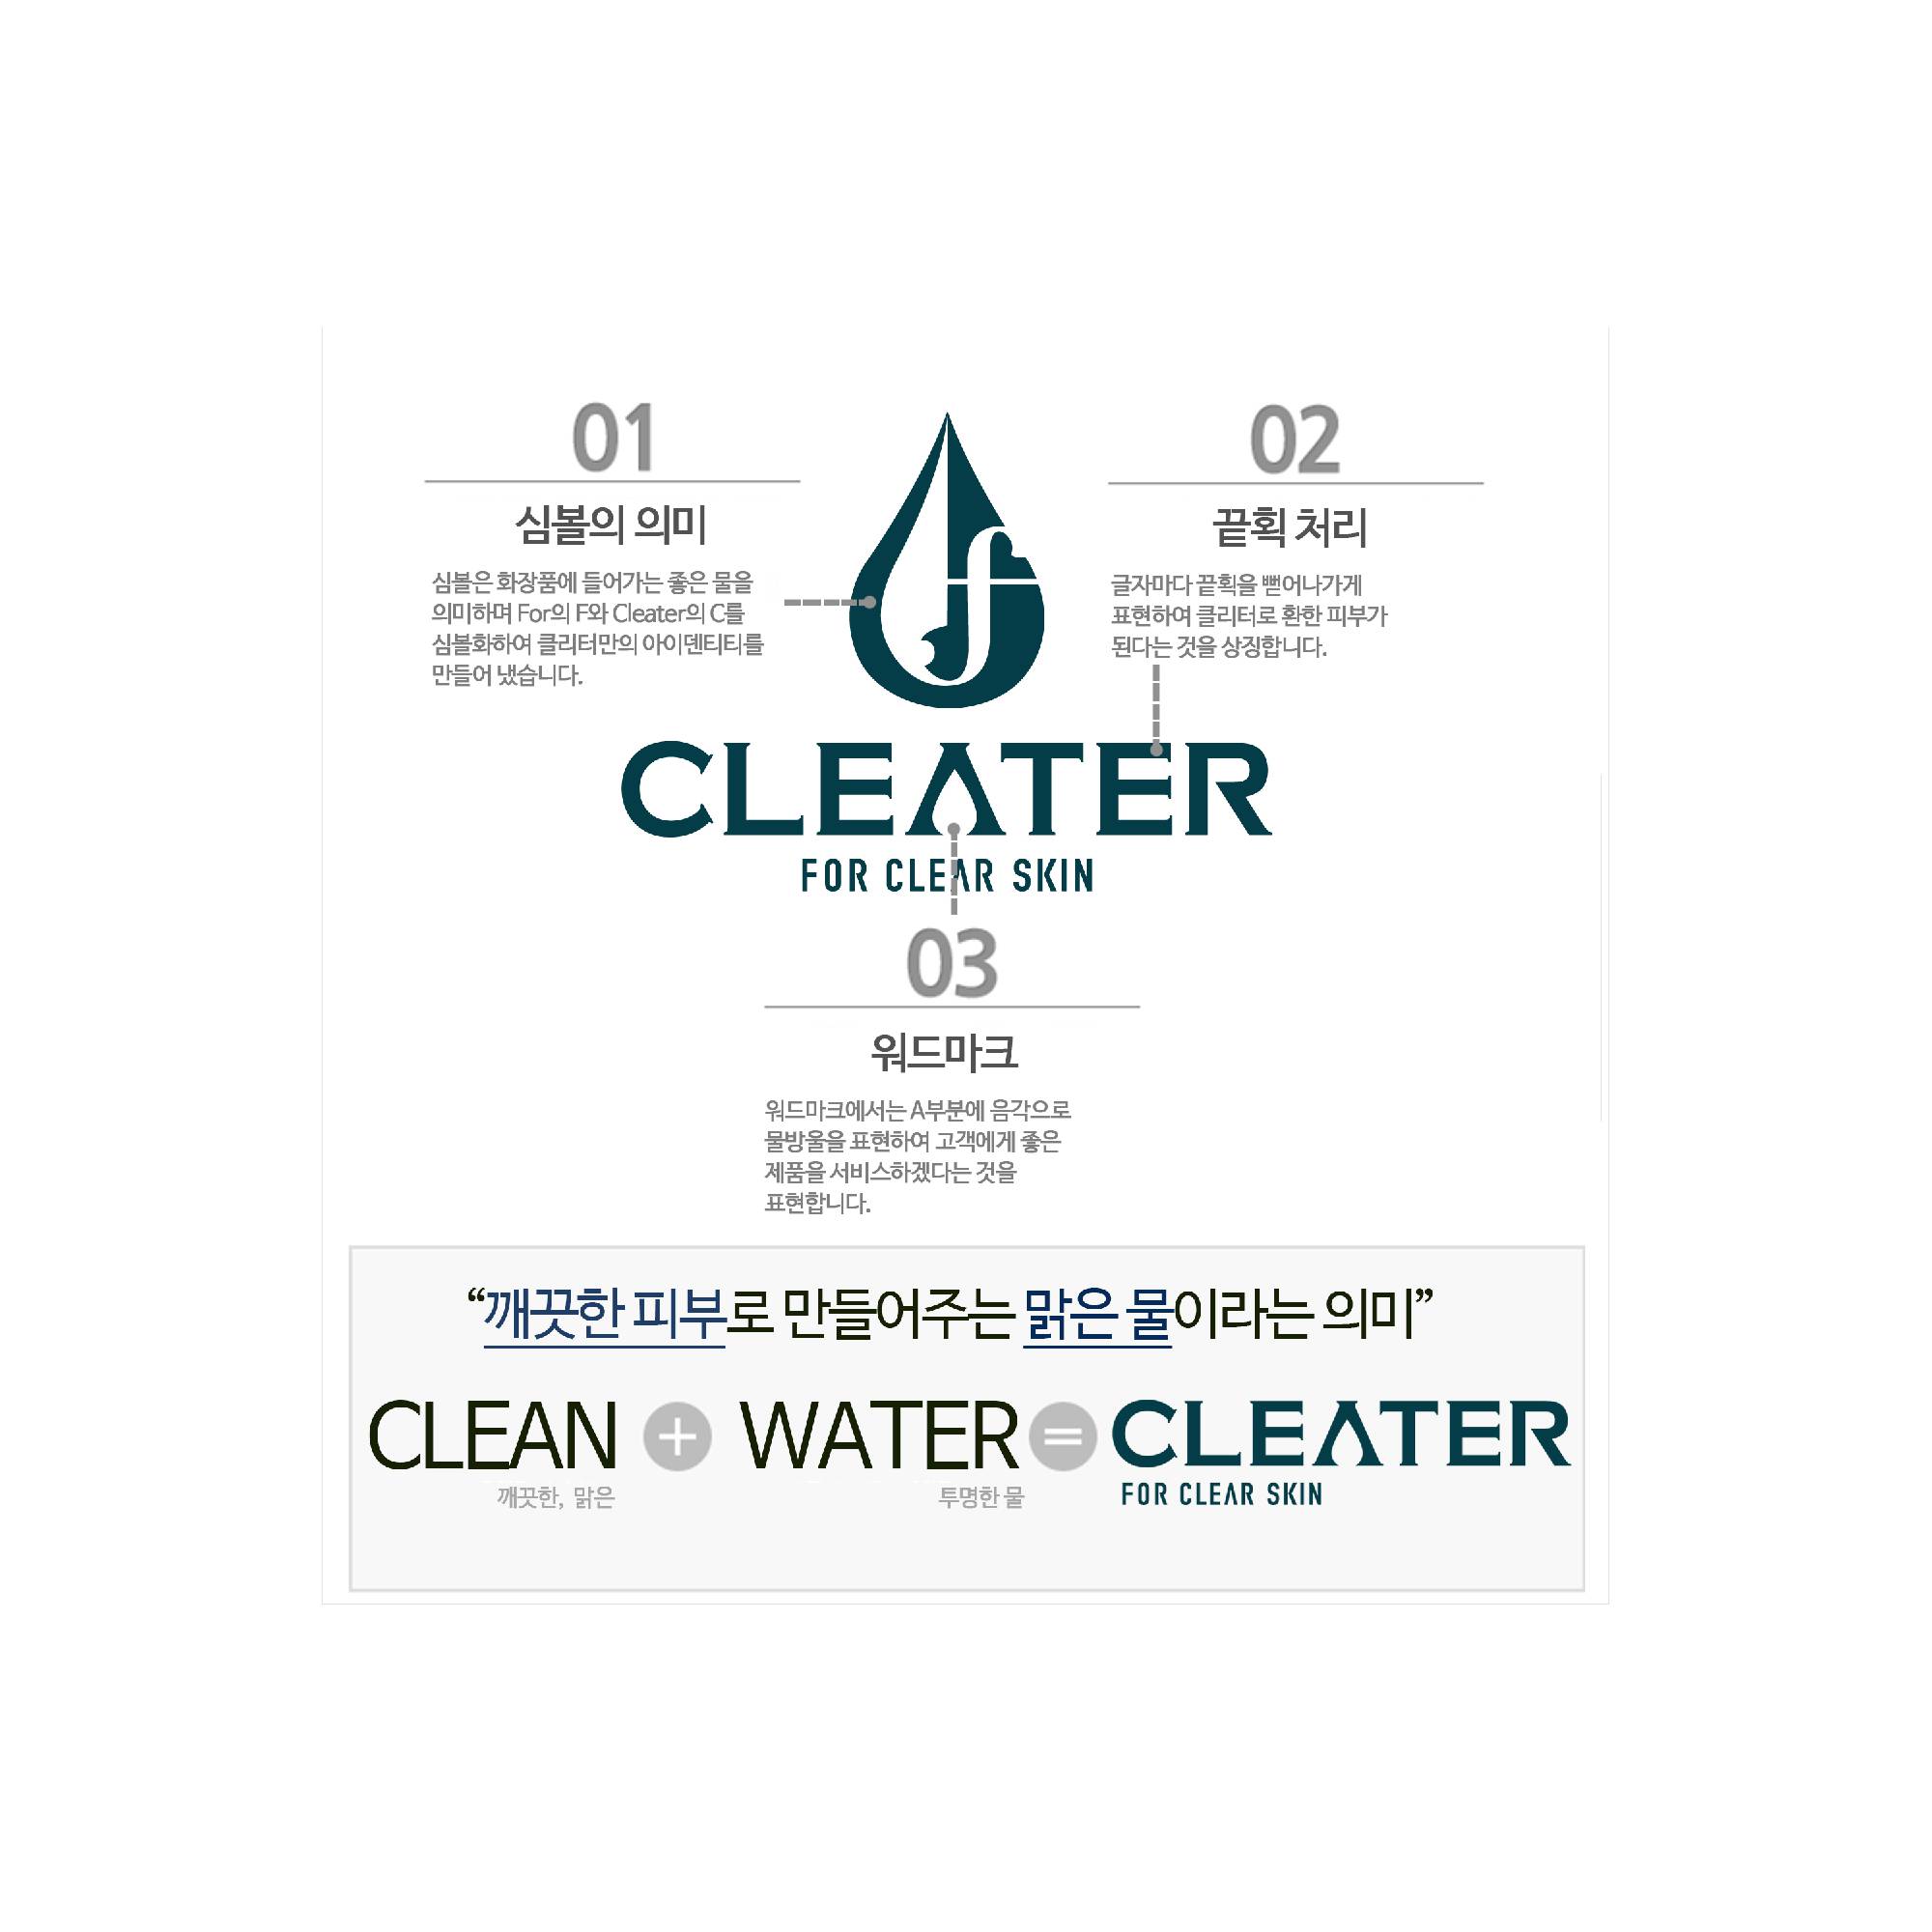 01
심볼의 의미
심볼은 화장품에 들어가는 좋은 물을
의미하며 For의 F와 Cleater의 C를
심볼화하여 클리터만의 아이덴티티를
만들어 냈습니다.
02
끝획 처리
글자마다 끝획을 뻗어나가게
표현하여 클리터로 환한 피부가
된다는 것을 상징합니다.
f
CLEATER
FOR CLEAR SKIN
03
워드마크
워드마크에서는 A부분에 음각으로
물방울을 표현하여 고객에게 좋은
제품을 서비스하겠다는 것을
표현합니다.
“깨끗한 피부로 만들어주는 맑은 물이라는 의미”
CLEAN + WATER = CLEATER
깨끗한, 맑은 투명한 물 FOR CLEAR SKIN